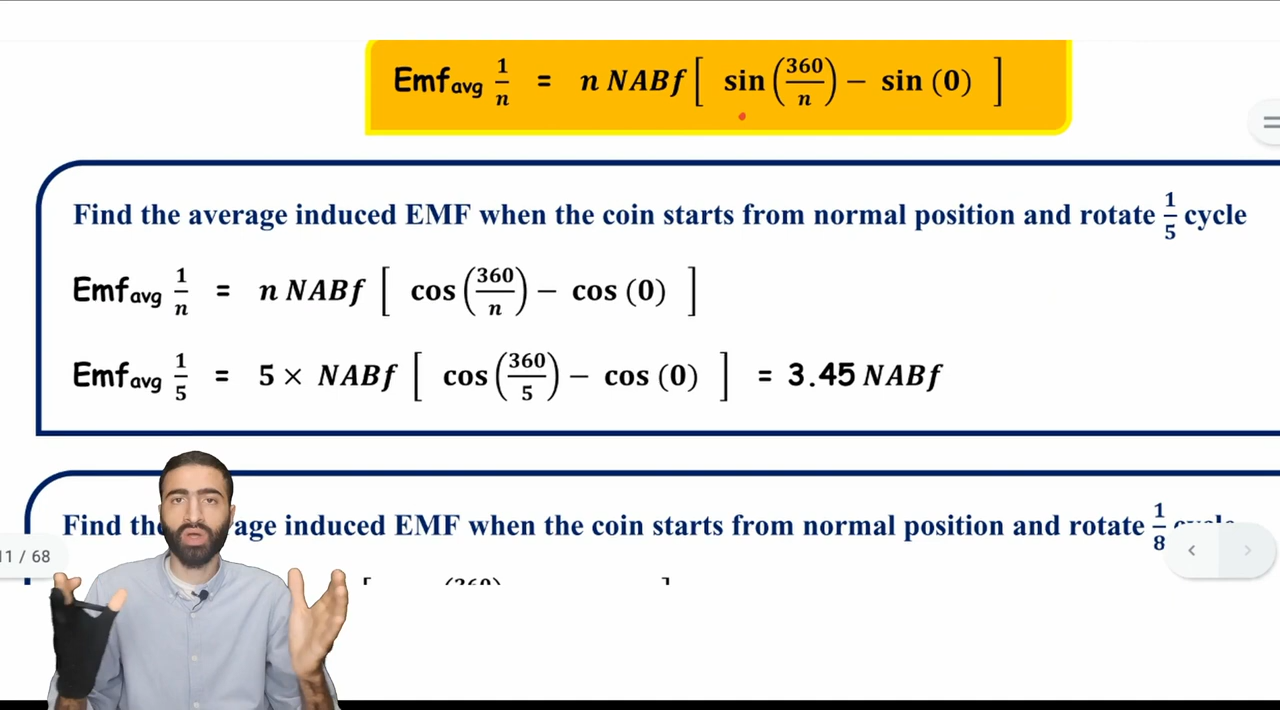 Emf avg 1/n = n NABf [ sin (360/n) − sin (0) ]
Find the average induced EMF when the coin starts from normal position and rotate 1/5 cycle
Emf avg 1/n = n NABf [ cos (360/n) − cos (0) ]
Emf avg 1/5 = 5 × NABf [ cos (360/5) − cos (0) ] = 3.45 NABf
Find the induced EMF when the coin starts from normal position and rotate 1/8
11 / 68